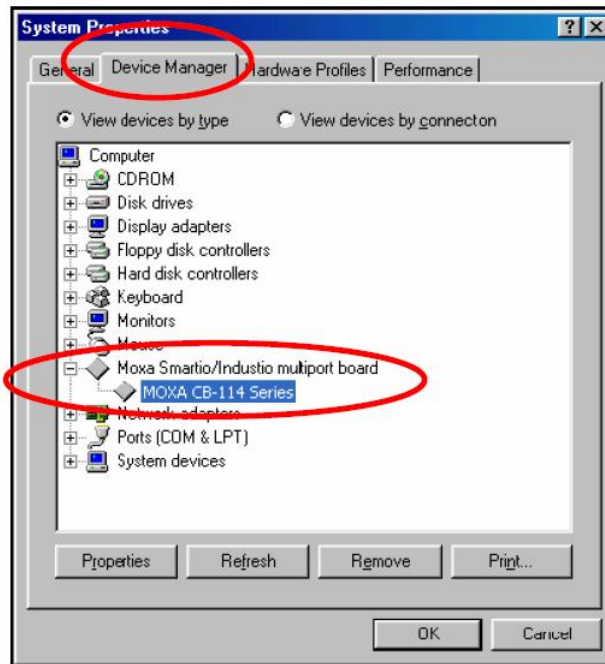 System Properties
General Device Manager Hardware Profiles Performance
View devices by type View devices by connecton
Computer
CDROM
Disk drives
Display adapters
Floppy disk controllers
Hard disk controllers
Keyboard
Monitors
Mouse
Moxa Smartio/Industio multiport board
MOXA CB-114 Series
Network adapters
Ports (COM & LPT)
System devices
Properties Refresh Remove Print...
OK Cancel